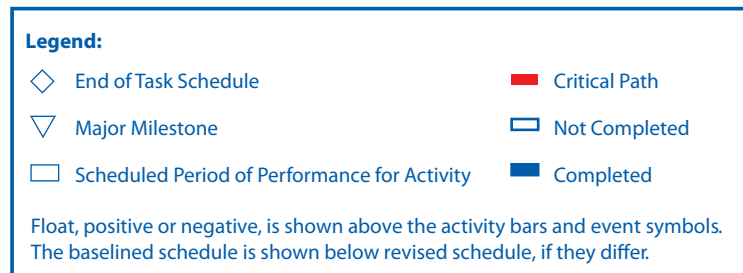 Legend:
End of Task Schedule
Critical Path
Major Milestone
Not Completed
Scheduled Period of Performance for Activity
Completed
Float, positive or negative, is shown above the activity bars and event symbols.
The baselined schedule is shown below revised schedule, if they differ.